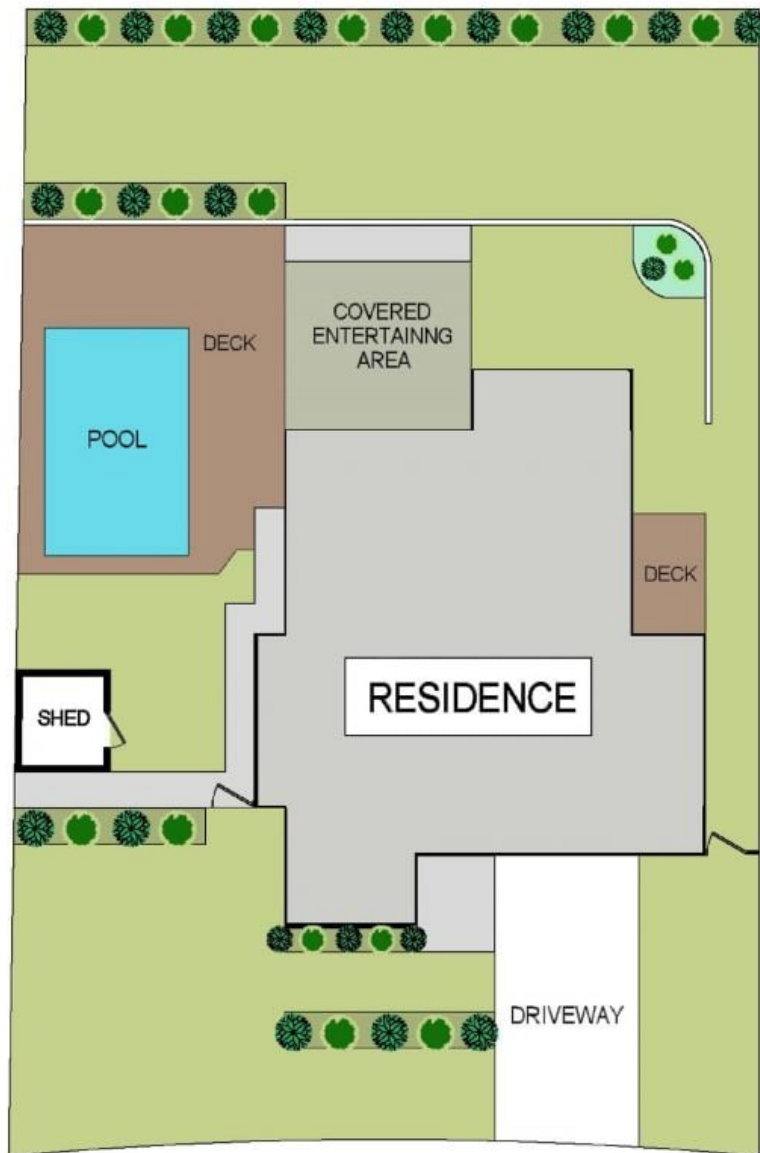 COVERED
ENTERTAINNG
AREA
DECK
POOL
DECK
RESIDENCE
SHED
DRIVEWAY